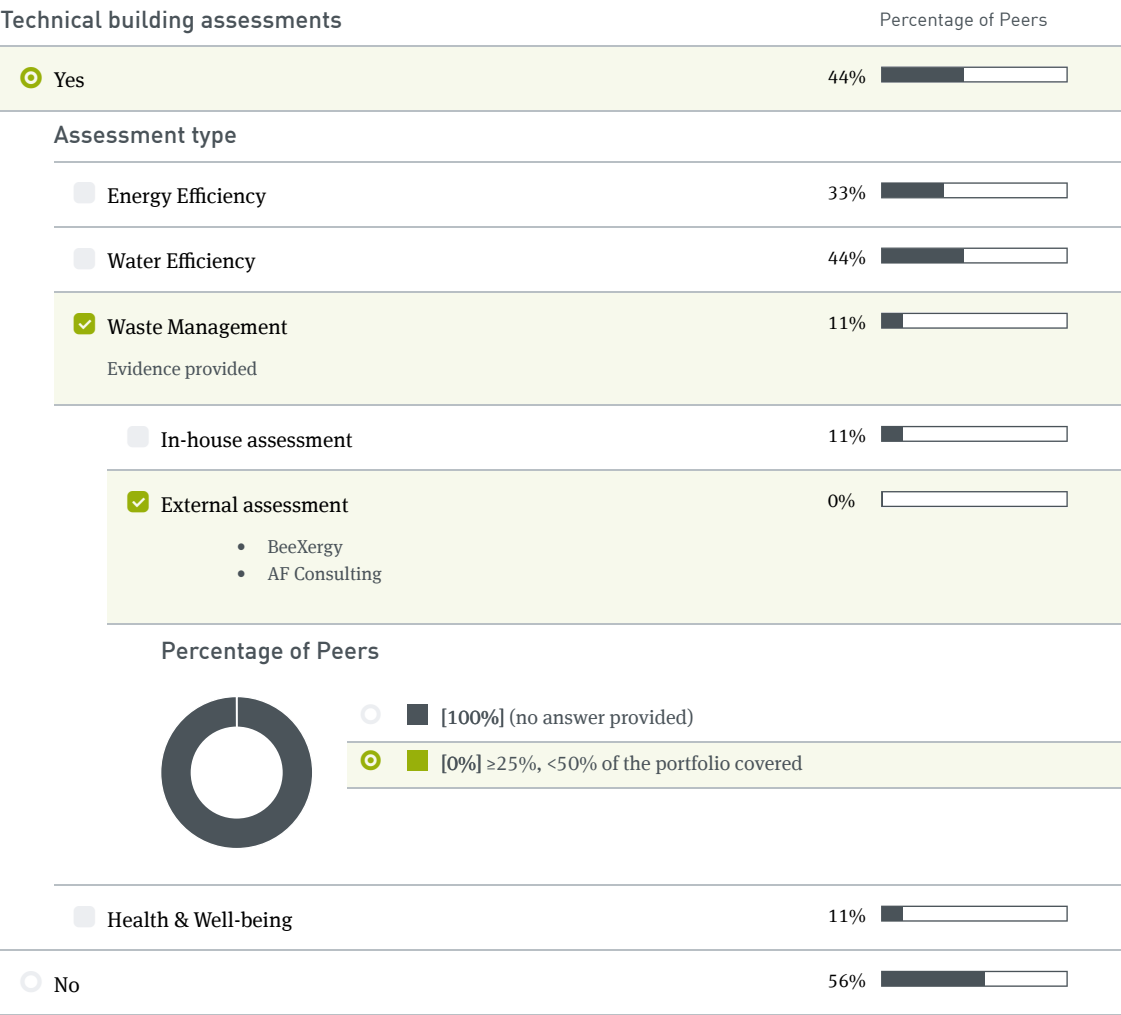 Technical building assessments Percentage of Peers
Yes 44%
Assessment type
Energy Efficiency 33%
Water Efficiency 44%
Waste Management 11%
Evidence provided
In-house assessment 11%
External assessment 0%
• BeeXergy
• AF Consulting
Percentage of Peers
[100%] (no answer provided)
[0%] ≥25%, <50% of the portfolio covered
Health & Well-being 11%
No 56%